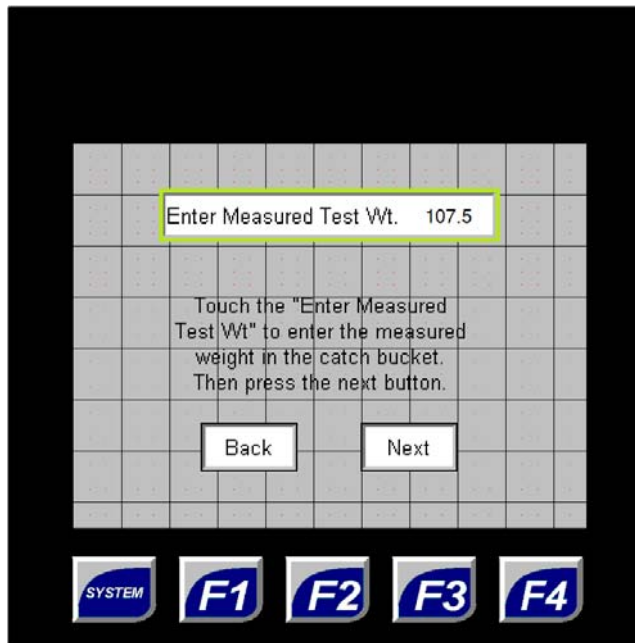 Enter Measured Test Wt. 107.5
Touch the "Enter Measured
Test Wt" to enter the measured
weight in the catch bucket.
Then press the next button.
Back Next
SYSTEM F1 F2 F3 F4